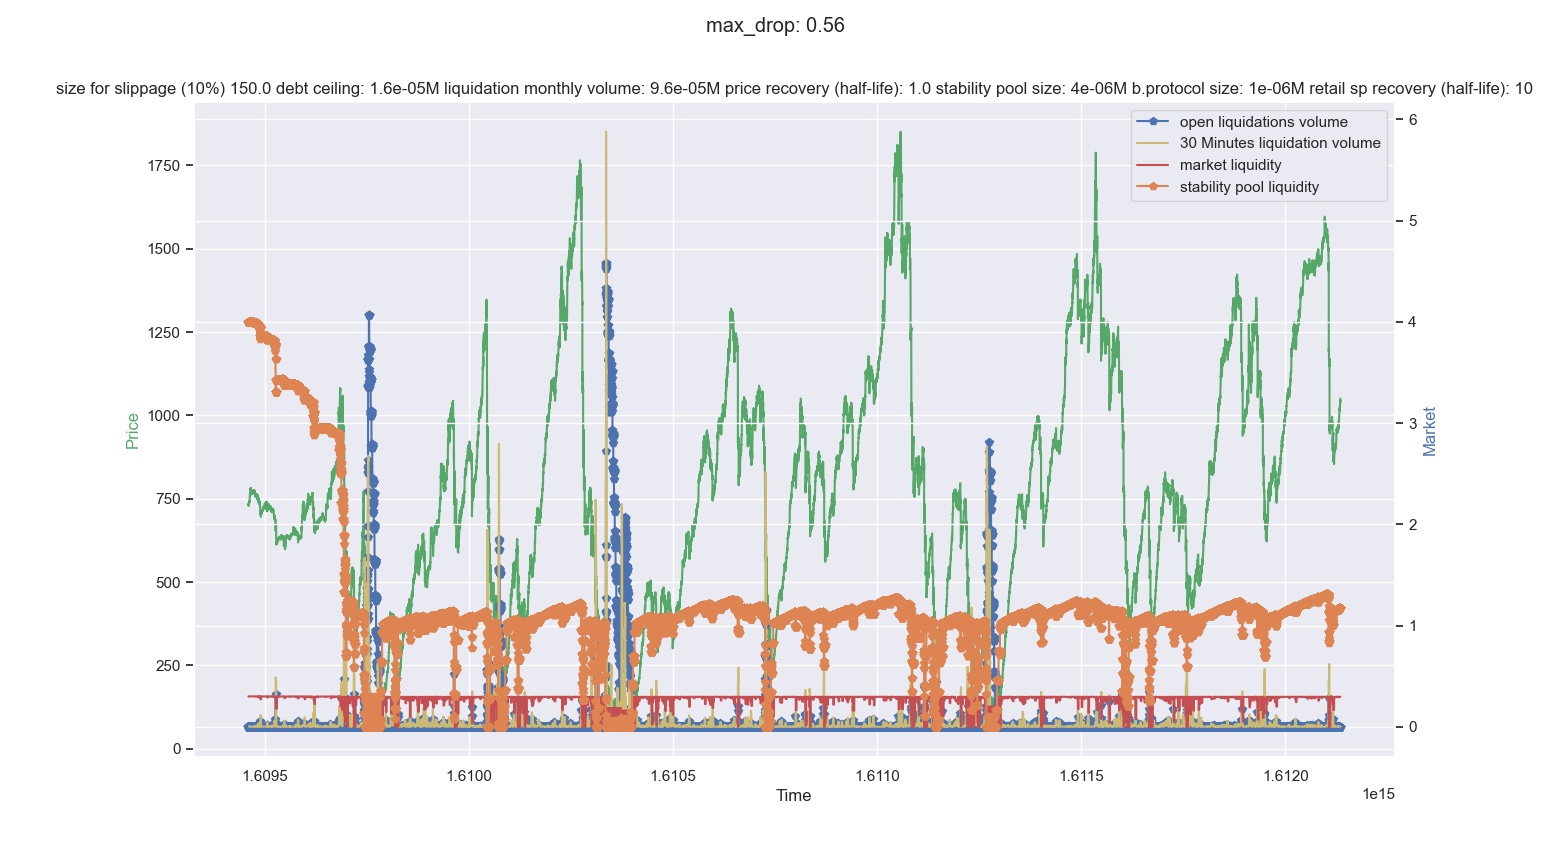 max_drop: 0.56
size for slippage (10%) 150.0 debt ceiling: 1.6e-05M liquidation monthly volume: 9.6e-05M price recovery (half-life): 1.0 stability pool size: 4e-06M b.protocol size: 1e-06M retail sp recovery (half-life): 10
open liquidations volume
30 Minutes liquidation volume
market liquidity
stability pool liquidity
Price
1750
1500
1250
1000
750
500
250
0
Market
6
5
4
3
2
1
0
1.6095 1.6100 1.6105 1.6110 1.6115 1.6120
Time
1e15